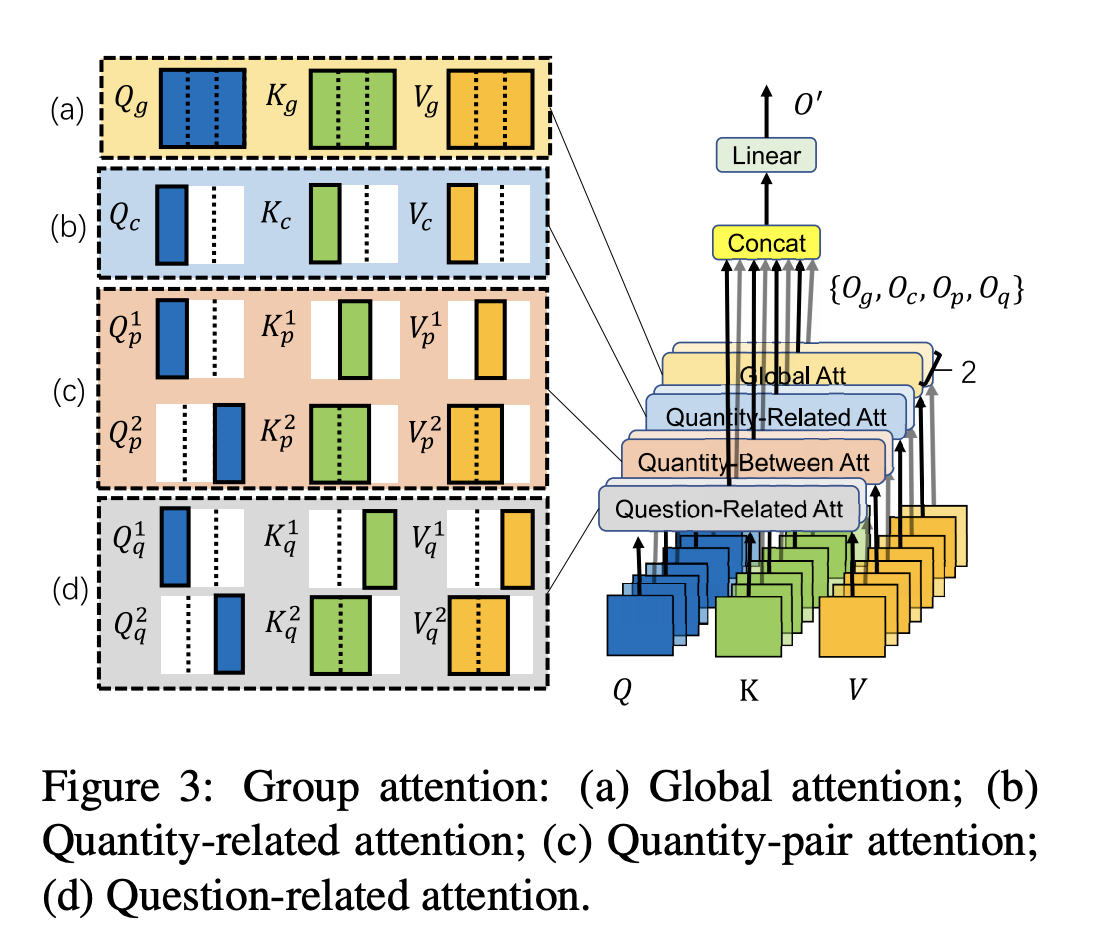 (a) Q_g K_g V_g
(b) Q_c K_c V_c
(c) Q_p^1 K_p^1 V_p^1
Q_p^2 K_p^2 V_p^2
(d) Q_q^1 K_q^1 V_q^1
Q_q^2 K_q^2 V_q^2
O′
Linear
Concat
{O_g, O_c, O_p, O_q}
Global Att
2
Quantity-Related Att
Quantity-Between Att
Question-Related Att
Q K V
Figure 3: Group attention: (a) Global attention; (b)
Quantity-related attention; (c) Quantity-pair attention;
(d) Question-related attention.